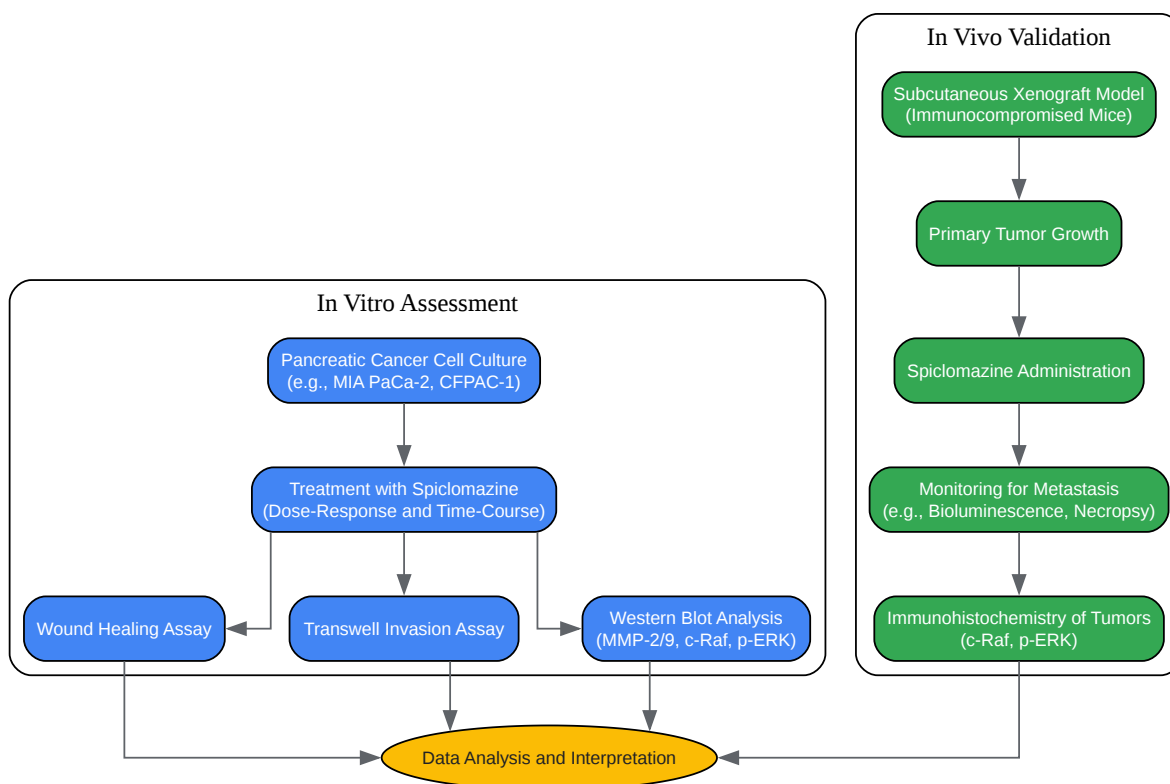 In Vivo Validation
Subcutaneous Xenograft Model
(Immunocompromised Mice)
Primary Tumor Growth
Spiclomazine Administration
Monitoring for Metastasis
(e.g., Bioluminescence, Necropsy)
Immunohistochemistry of Tumors
(c-Raf, p-ERK)
In Vitro Assessment
Pancreatic Cancer Cell Culture
(e.g., MIA PaCa-2, CFPAC-1)
Treatment with Spiclomazine
(Dose-Response and Time-Course)
Wound Healing Assay
Transwell Invasion Assay
Western Blot Analysis
(MMP-2/9, c-Raf, p-ERK)
Data Analysis and Interpretation